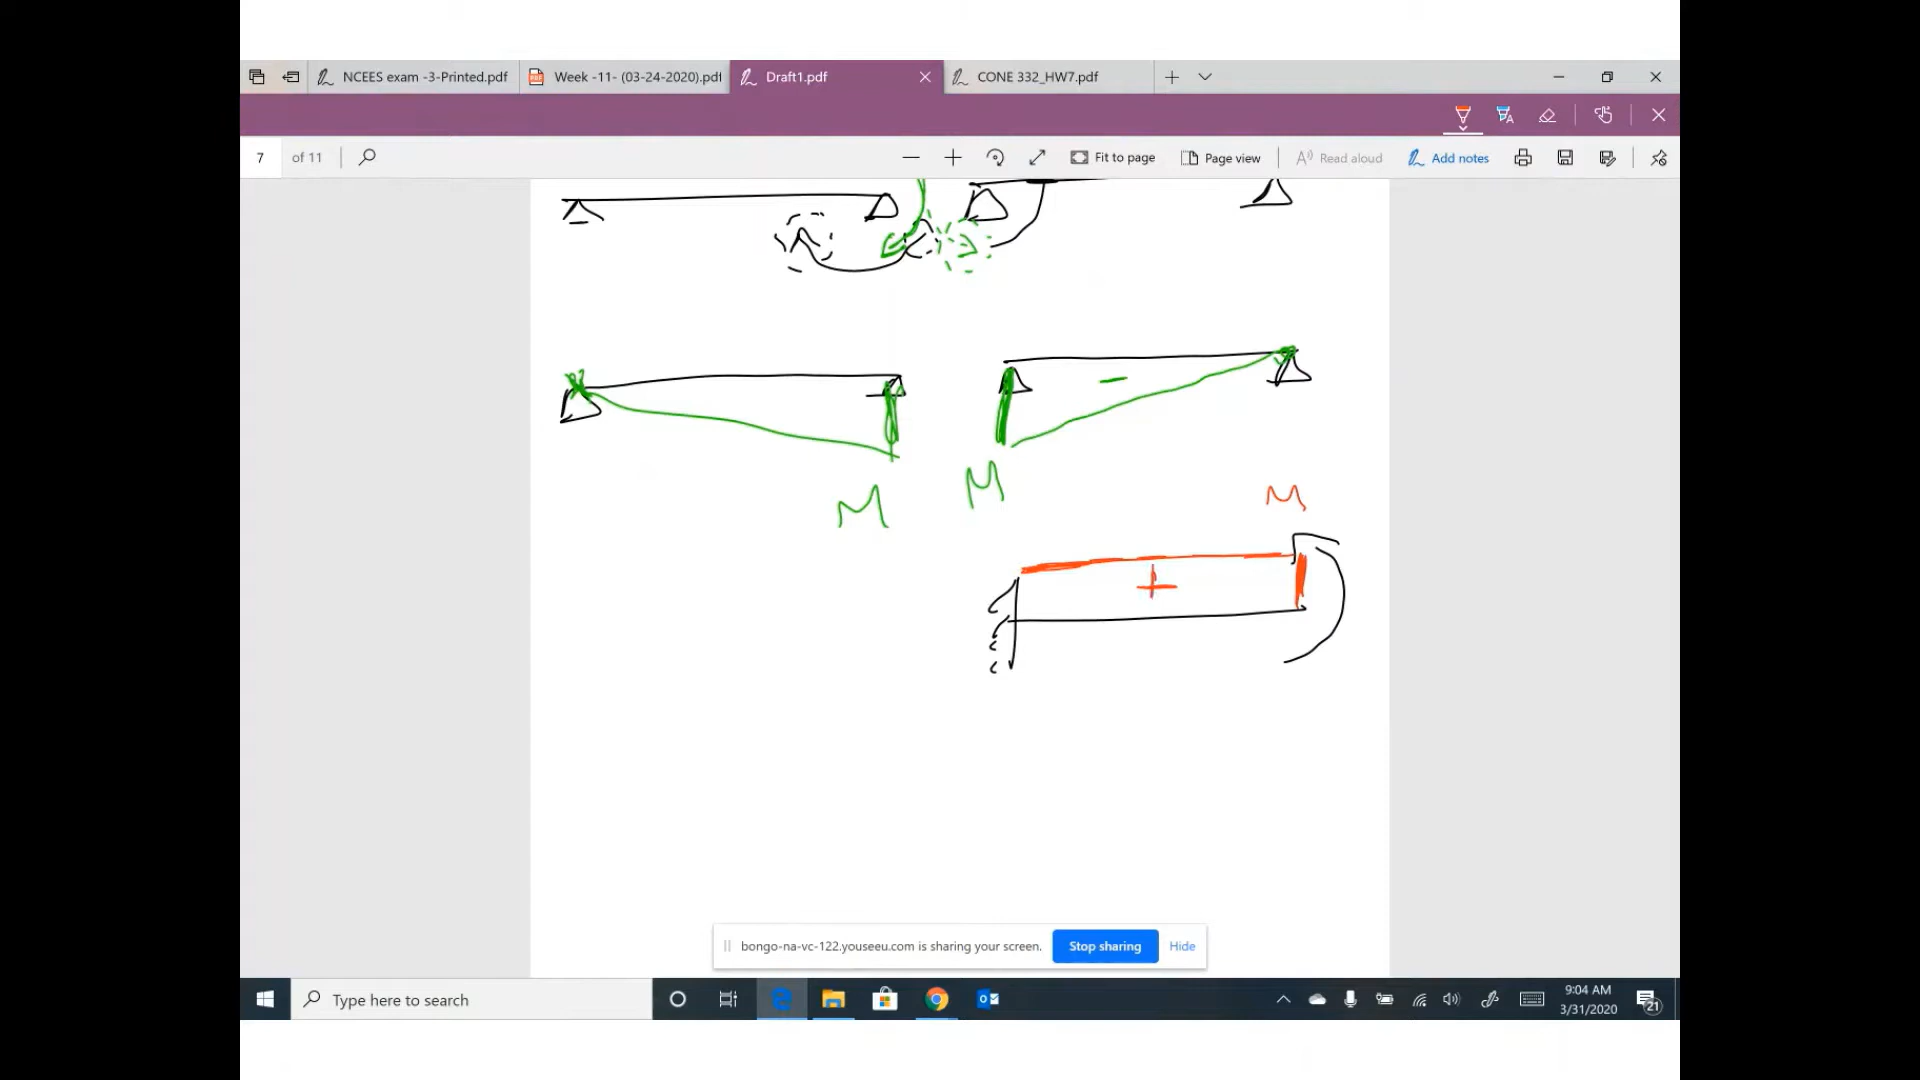 NCEES exam -3-Printed.pdf
Week -11- (03-24-2020).pdf
Draft1.pdf
CONE 332_HW7.pdf
7 of 11
Fit to page
Page view
Read aloud
Add notes
-
M
M
M
+
bongo-na-vc-122.youseeu.com is sharing your screen.
Stop sharing
Hide
Type here to search
9:04 AM
3/31/2020
21